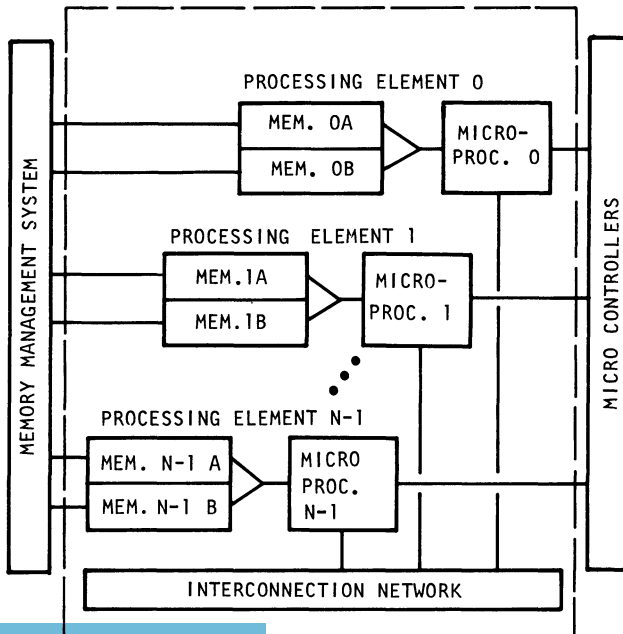 PROCESSING ELEMENT 0
MEM. 0A
MEM. 0B
MICRO-
PROC. 0
PROCESSING ELEMENT 1
MEM.1A
MEM.1B
MICRO-
PROC. 1
PROCESSING ELEMENT N-1
MEM. N-1 A
MEM. N-1 B
MICRO
PROC.
N-1
INTERCONNECTION NETWORK
MEMORY MANAGEMENT SYSTEM
MICRO CONTROLLERS